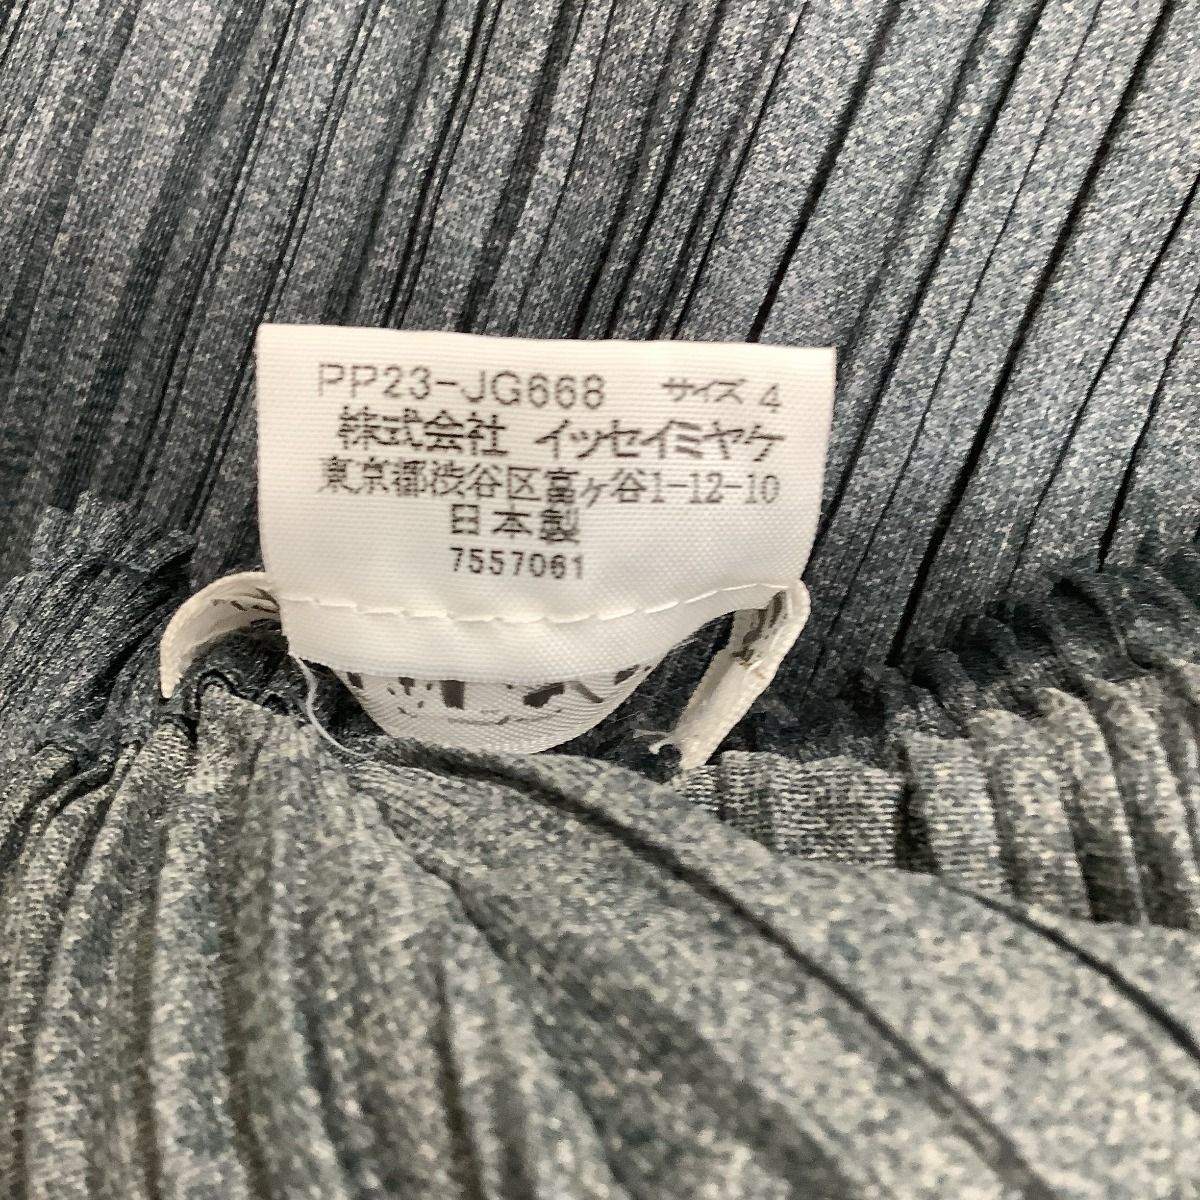 PP23-JG668 サイズ 4
株式会社 イッセイミヤケ
東京都渋谷区富ヶ谷1-12-10
日本製
7557061